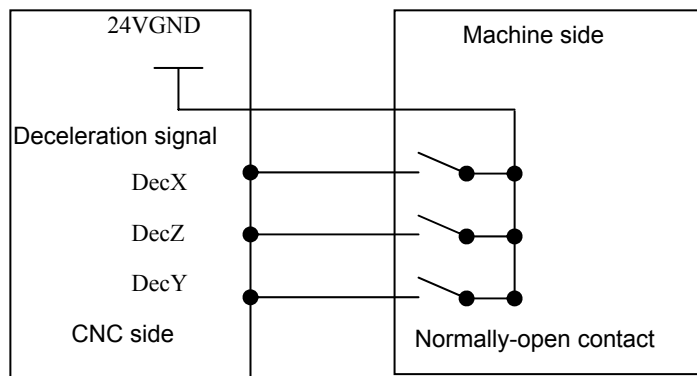 24VGND
Machine side
Deceleration signal
DecX
DecZ
DecY
CNC side
Normally-open contact